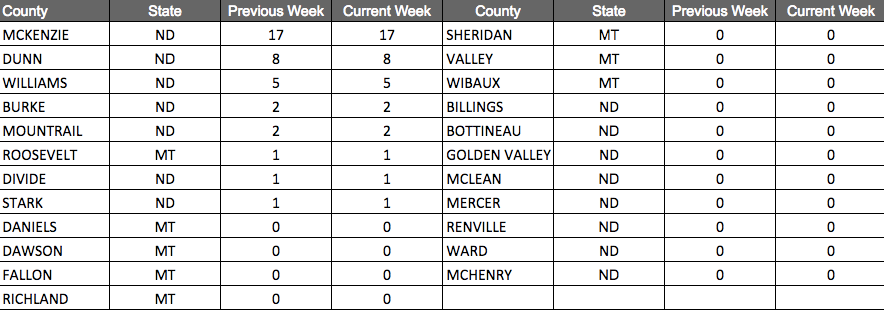 County State Previous Week Current Week County State Previous Week Current Week
MCKENZIE ND 17 17 SHERIDAN MT 0 0
DUNN ND 8 8 VALLEY MT 0 0
WILLIAMS ND 5 5 WIBAUX MT 0 0
BURKE ND 2 2 BILLINGS ND 0 0
MOUNTRAIL ND 2 2 BOTTINEAU ND 0 0
ROOSEVELT MT 1 1 GOLDEN VALLEY ND 0 0
DIVIDE ND 1 1 MCLEAN ND 0 0
STARK ND 1 1 MERCER ND 0 0
DANIELS MT 0 0 RENVILLE ND 0 0
DAWSON MT 0 0 WARD ND 0 0
FALLON MT 0 0 MCHENRY ND 0 0
RICHLAND MT 0 0